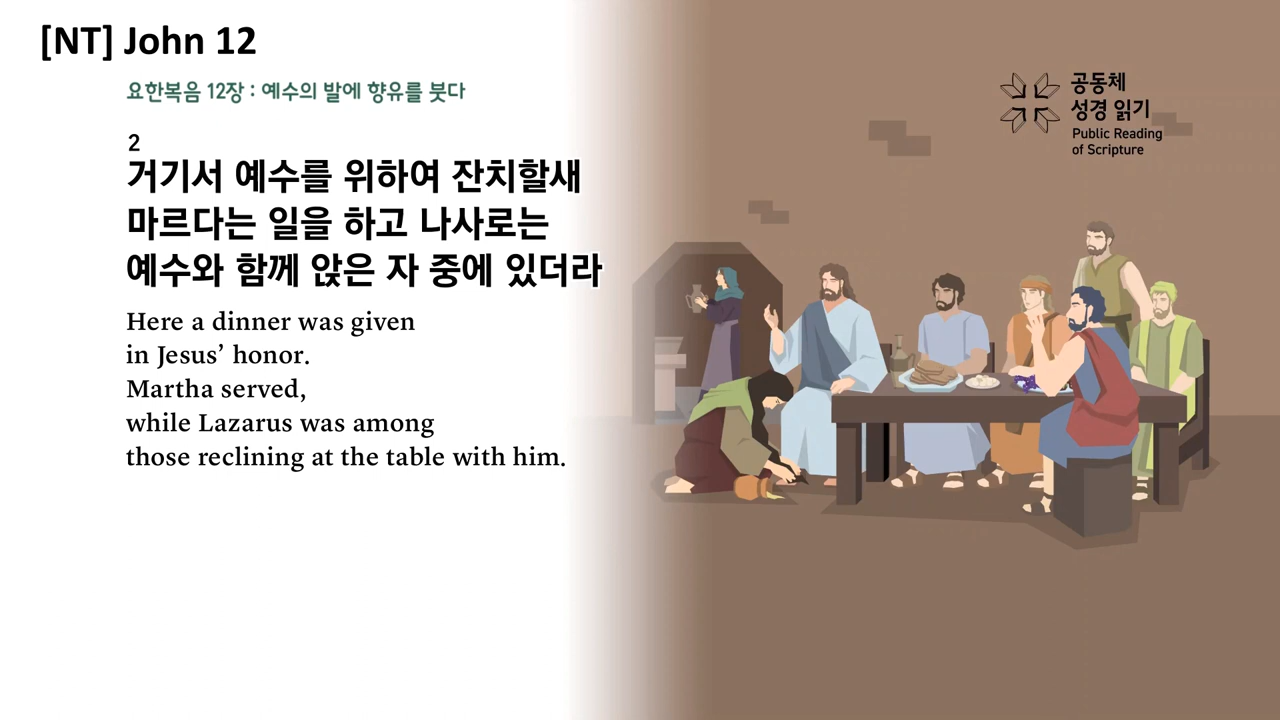 [NT] John 12
요한복음 12장 : 예수의 발에 향유를 붓다
2
거기서 예수를 위하여 잔치할새
마르다는 일을 하고 나사로는
예수와 함께 앉은 자 중에 있더라
Here a dinner was given
in Jesus’ honor.
Martha served,
while Lazarus was among
those reclining at the table with him.
공동체
성경 읽기
Public Reading
of Scripture